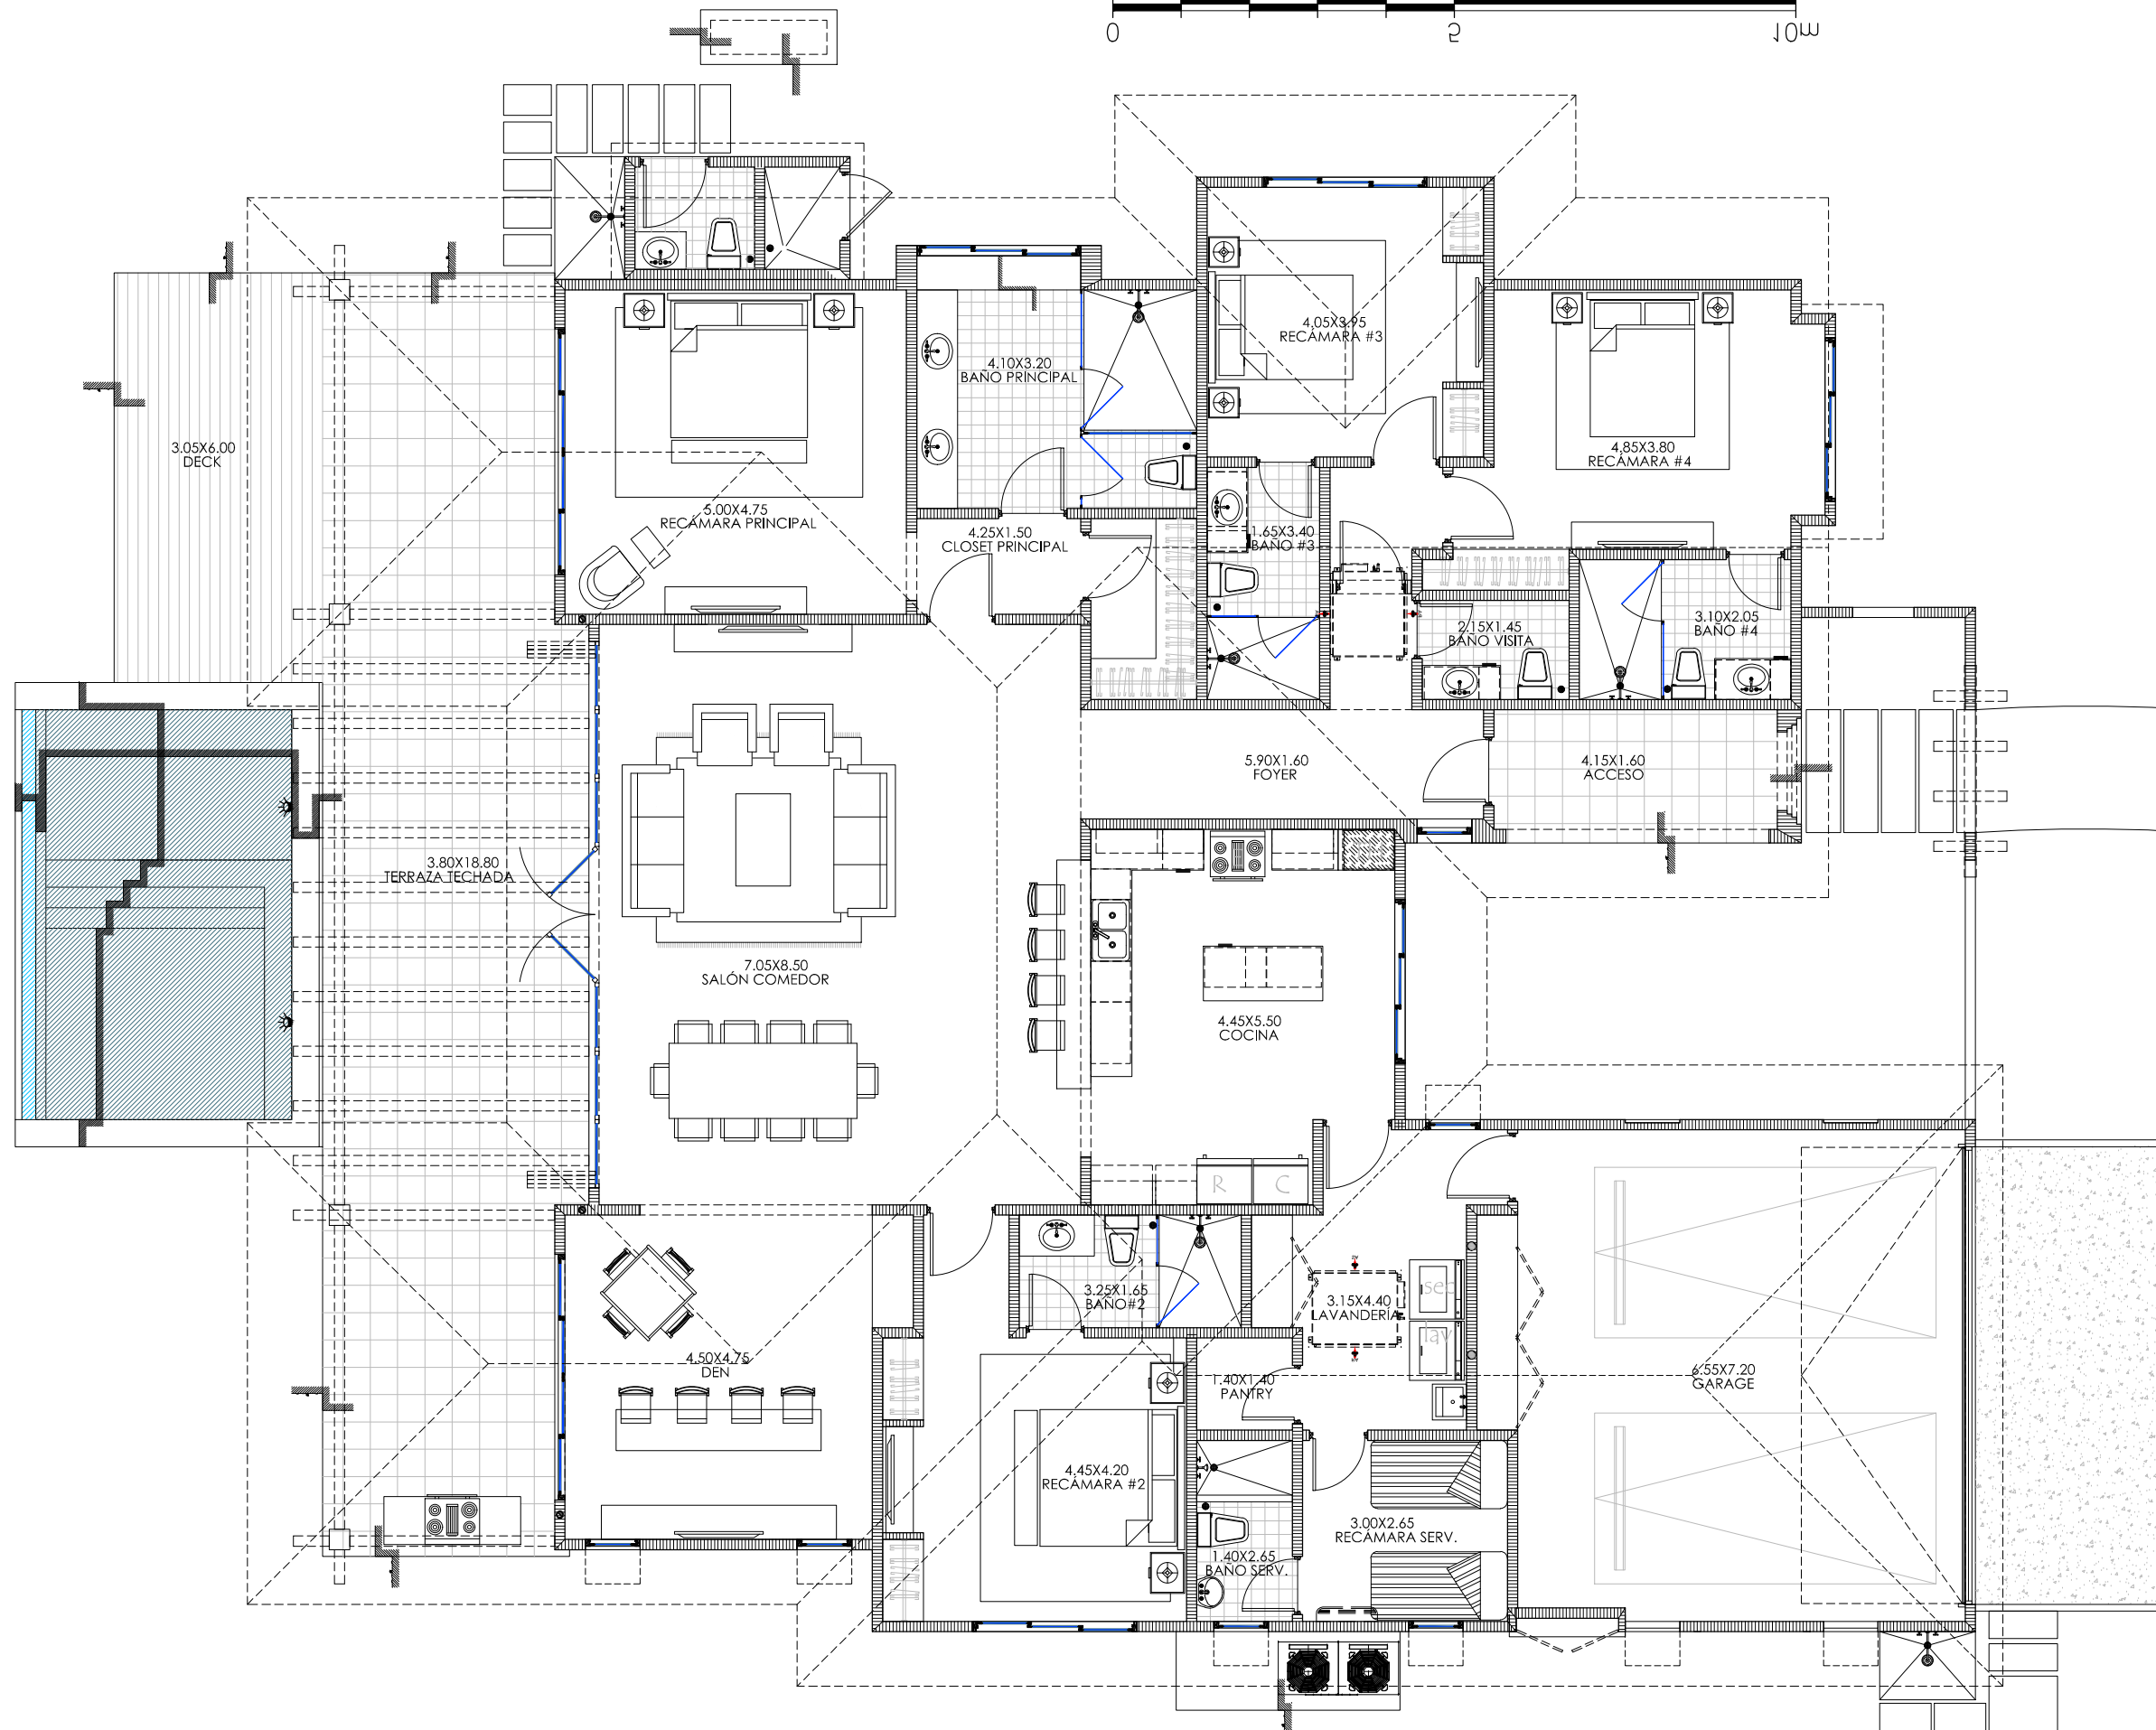 0 5 10m
4.05X3.95
RECÁMARA #3
4.10X3.20
BAÑO PRINCIPAL
3.05X6.00
DECK
4.85X3.80
RECÁMARA #4
5.00X4.75
RECÁMARA PRINCIPAL
4.25X1.50
CLOSET PRINCIPAL
1.65X3.40
BAÑO #3
2.15X1.45
BAÑO VISITA
3.10X2.05
BAÑO #4
5.90X1.60
FOYER
4.15X1.60
ACCESO
3.80X18.80
TERRAZA TECHADA
7.05X8.50
SALÓN COMEDOR
4.45X5.50
COCINA
R C
3.25X1.65
BAÑO#2
3.15X4.40
LAVANDERÍA
sec
lav
4.50X4.75
DEN
1.40X1.40
PANTRY
6.55X7.20
GARAGE
4.45X4.20
RECÁMARA #2
3.00X2.65
RECÁMARA SERV.
1.40X2.65
BAÑO SERV.